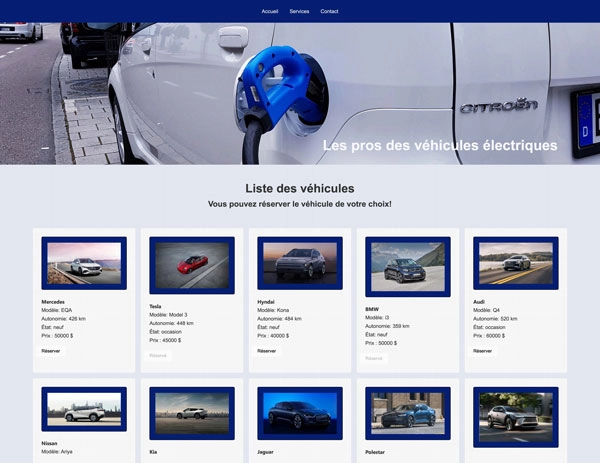 Accueil Services Contact
CITROËN
D
Les pros des véhicules électriques
Liste des véhicules
Vous pouvez réserver le véhicule de votre choix!
Mercedes
Modèle: EQA
Autonomie: 426 km
État: neuf
Prix : 50000 $
Réserver
Tesla
Modèle: Model 3
Autonomie: 448 km
État: occasion
Prix : 45000 $
Réservé
Hyndai
Modèle: Kona
Autonomie: 484 km
État: neuf
Prix : 40000 $
Réserver
BMW
Modèle: i3
Autonomie: 359 km
État: neuf
Prix : 50000 $
Réservé
Audi
Modèle: Q4
Autonomie: 520 km
État: occasion
Prix : 60000 $
Réserver
Nissan
Modèle: Ariya
Kia
Jaguar
Polestar